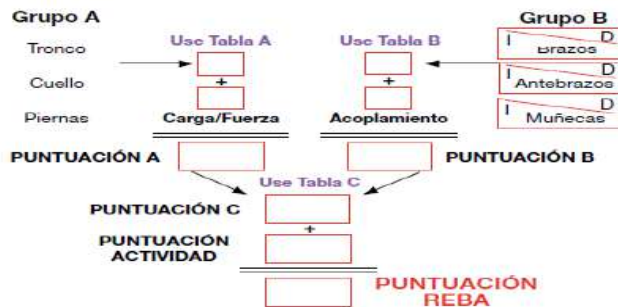 Grupo A
Grupo B
Use Tabla A
Use Tabla B
Tronco
I Brazos D
+
+
Cuello
I Antebrazos D
Piernas
Carga/Fuerza
Acoplamiento
I Muñecas D
PUNTUACIÓN A
PUNTUACIÓN B
Use Tabla C
PUNTUACIÓN C
+
PUNTUACIÓN
ACTIVIDAD
PUNTUACIÓN
REBA